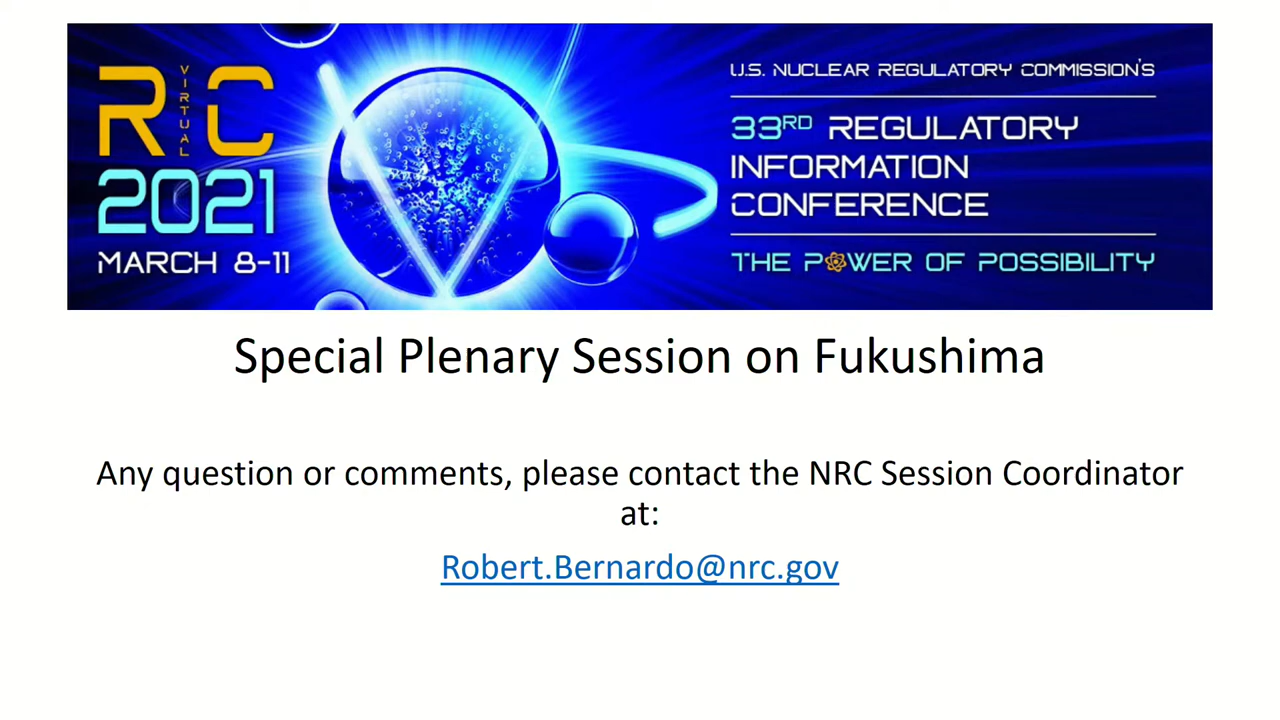 RIC
VIRTUAL
2021
MARCH 8-11
U.S. NUCLEAR REGULATORY COMMISSION'S
33RD REGULATORY
INFORMATION
CONFERENCE
THE POWER OF POSSIBILITY
Special Plenary Session on Fukushima
Any question or comments, please contact the NRC Session Coordinator
at:
Robert.Bernardo@nrc.gov